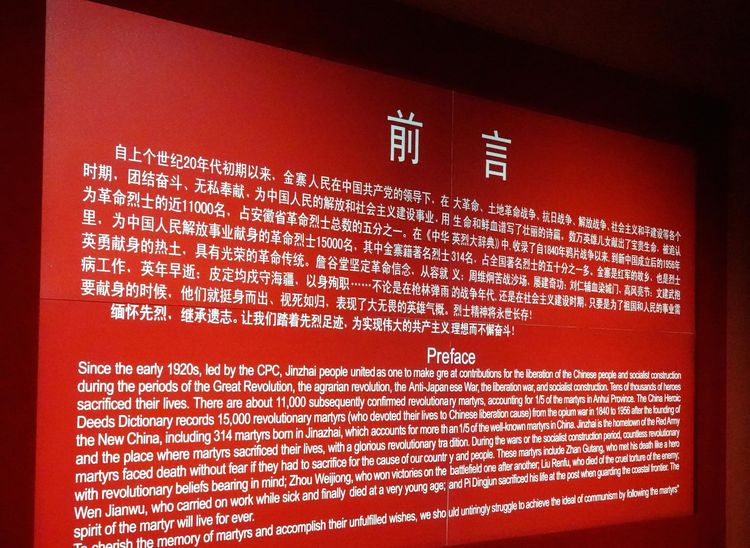 前言
自上个世纪20年代初期以来，金寨人民在中国共产党的领导下，在大革命、土地革命战争、抗日战争、解放战争、社会主义和平建设等各个
时期，团结奋斗、无私奉献，为中国人民的解放和社会主义建设事业，用生命和鲜血谱写了壮丽的诗篇，数万英雄儿女献出了宝贵生命，被追认
为革命烈士的近11000名，占安徽省革命烈士总数的五分之一。在《中华英烈大辞典》中，收录了自1840年鸦片战争以来，到新中国成立后的1956年
里，为中国人民解放事业献身的革命烈士15000名，其中金寨籍著名烈士314名，占全国著名烈士的五十分之一多。金寨是红军的故乡，也是烈士
英勇献身的热土，具有光荣的革命传统。詹谷堂坚定革命信念，从容就义；周维炯苦战沙场，屡建奇功；刘仁辅血染碱门，高风亮节；文建武抱
病工作，英年早逝；皮定均戍守海疆，以身殉职……不论是在枪林弹雨的战争年代，还是在社会主义建设时期，只要是为了祖国和人民的事业需
要献身的时候，他们就挺身而出、视死如归，表现了大无畏的英雄气概。烈士精神将永世长存！
缅怀先烈，继承遗志。让我们踏着先烈足迹，为实现伟大的共产主义理想而不懈奋斗！
Preface
Since the early 1920s, led by the CPC, Jinzhai people united as one to make gre at contributions for the liberation of the Chinese people and socialist construction
during the periods of the Great Revolution, the agrarian revolution, the Anti-Japanese War, the liberation war, and socialist construction. Tens of thousands of heroes
sacrificed their lives. There are about 11,000 subsequently confirmed revolutionary martyrs, accounting for 1/5 of the martyrs in Anhui Province. The China Heroic
Deeds Dictionary records 15,000 revolutionary martyrs (who devoted their lives to Chinese liberation cause) from the opium war in 1840 to 1956 after the founding of
the New China, including 314 martyrs born in Jinzhai, which accounts for more than 1/5 of the well-known martyrs in China. Jinzhai is the hometown of the Red Army
and the place where martyrs sacrificed their lives, with a glorious revolutionary tra dition. During the wars or the socialist construction period, countless revolutionary
martyrs faced death without fear if they had to sacrifice for the cause of our country and people. These martyrs include Zhan Gutang, who met his death like a hero
with revolutionary beliefs bearing in mind; Zhou Weijiong, who won victories on the battlefield one after another; Liu Renfu, who died of the cruel torture of the enemy;
Wen Jianwu, who carried on work while sick and finally died at a very young age; and Pi Dingjun sacrificed his life at the post when guarding the coastal frontier. The
spirit of the martyr will live for ever.
To cherish the memory of martyrs and accomplish their unfulfilled wishes, we should untiringly struggle to achieve the ideal of communism by following the martyrs"